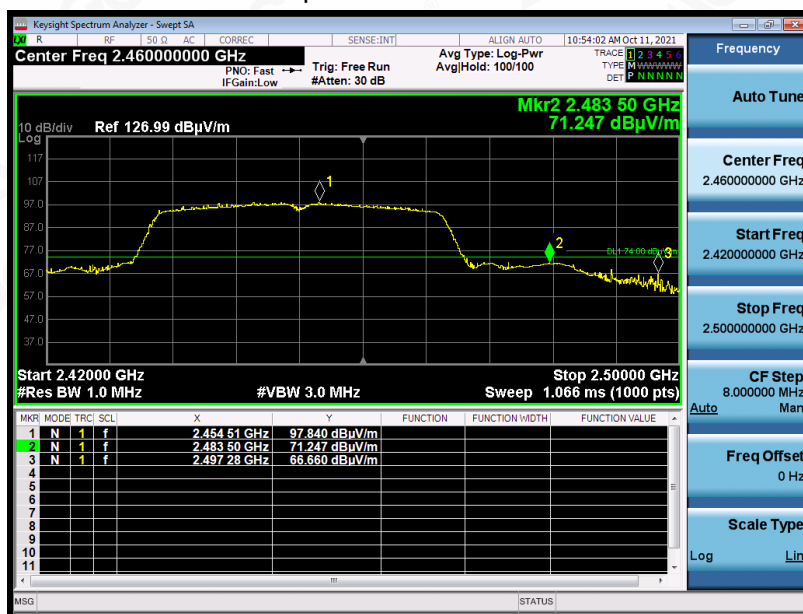 Keysight Spectrum Analyzer - Swept SA
LXI R RF 50 Ω AC CORREC SENSE:INT ALIGN AUTO 10:54:02 AM Oct 11, 2021
Center Freq 2.460000000 GHz
PNO: Fast
IFGain:Low
Trig: Free Run
#Atten: 30 dB
Avg Type: Log-Pwr
Avg|Hold: 100/100
TRACE 1 2 3 4 5 6
TYPE M WWWWW
DET P N N N N N
Mkr2 2.483 50 GHz
71.247 dBµV/m
10 dB/div Ref 126.99 dBµV/m
Log
117
107
97.0
87.0
77.0
67.0
57.0
47.0
37.0
1
2
3
DL1 74.00 dBµV/m
Start 2.42000 GHz Stop 2.50000 GHz
#Res BW 1.0 MHz #VBW 3.0 MHz Sweep 1.066 ms (1000 pts)
MKR MODE TRC SCL X Y FUNCTION FUNCTION WIDTH FUNCTION VALUE
1 N 1 f 2.454 51 GHz 97.840 dBµV/m
2 N 1 f 2.483 50 GHz 71.247 dBµV/m
3 N 1 f 2.497 28 GHz 66.660 dBµV/m
4
5
6
7
8
9
10
11
MSG STATUS
Frequency
Auto Tune
Center Freq
2.460000000 GHz
Start Freq
2.420000000 GHz
Stop Freq
2.500000000 GHz
CF Step
8.000000 MHz
Auto Man
Freq Offset
0 Hz
Scale Type
Log Lin